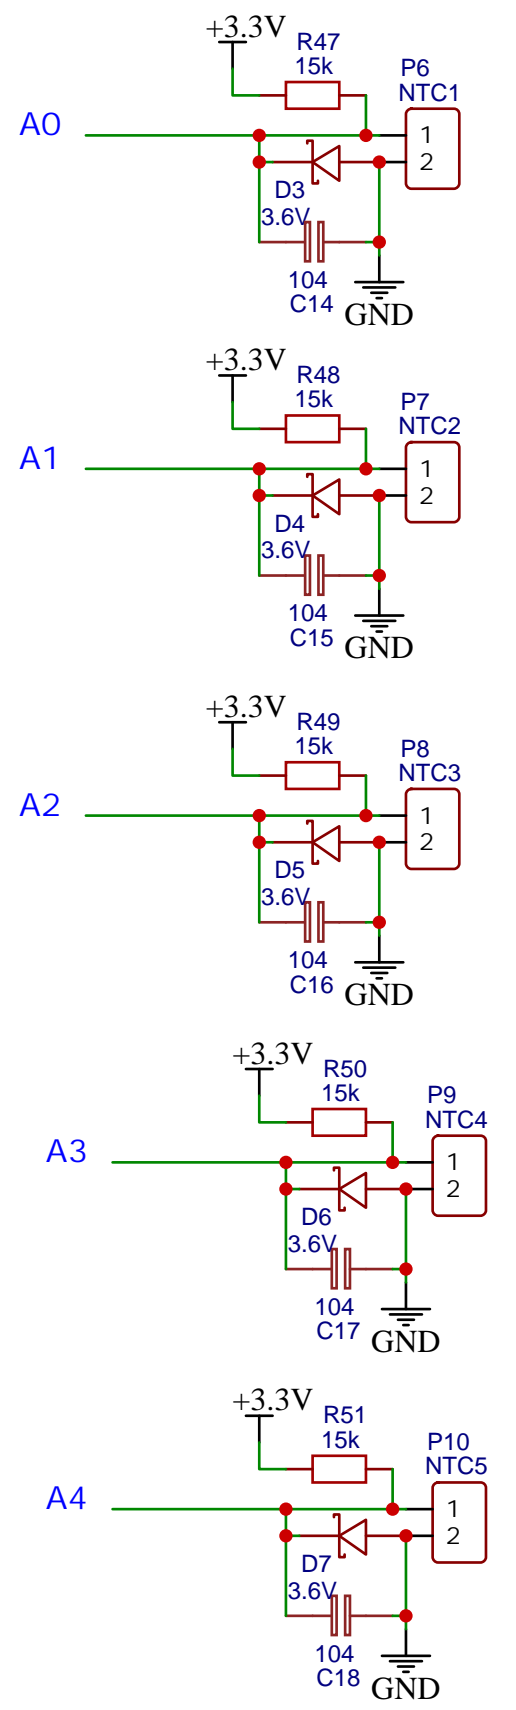 +3.3V
R47
15k
P6
NTC1
A0
1
2
D3
3.6V
104
C14
GND
+3.3V
R48
15k
P7
NTC2
A1
1
2
D4
3.6V
104
C15
GND
+3.3V
R49
15k
P8
NTC3
A2
1
2
D5
3.6V
104
C16
GND
+3.3V
R50
15k
P9
NTC4
A3
1
2
D6
3.6V
104
C17
GND
+3.3V
R51
15k
P10
NTC5
A4
1
2
D7
3.6V
104
C18
GND